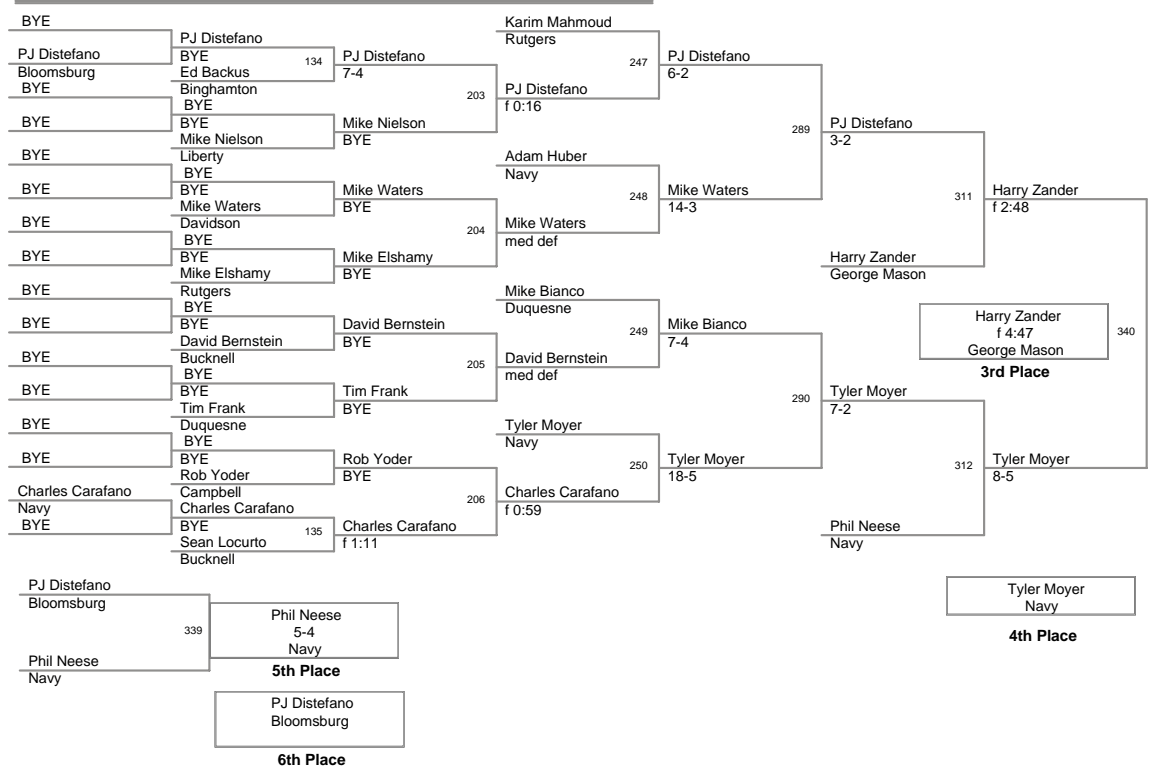 BYE
PJ Distefano
Bloomsburg
BYE
BYE
BYE
BYE
BYE
BYE
BYE
BYE
BYE
BYE
BYE
BYE
Charles Carafano
Navy
BYE
PJ Distefano
BYE
Ed Backus
Binghamton
134
BYE
BYE
Mike Nielson
Liberty
BYE
BYE
Mike Waters
Davidson
BYE
BYE
Mike Elshamy
Rutgers
BYE
BYE
David Bernstein
Bucknell
BYE
BYE
Tim Frank
Duquesne
BYE
BYE
Rob Yoder
Campbell
Charles Carafano
BYE
Sean Locurto
Bucknell
135
PJ Distefano
7-4
203
Mike Nielson
BYE
Mike Waters
BYE
204
Mike Elshamy
BYE
David Bernstein
BYE
205
Tim Frank
BYE
Rob Yoder
BYE
206
Charles Carafano
f 1:11
Karim Mahmoud
Rutgers
247
PJ Distefano
f 0:16
Adam Huber
Navy
248
Mike Waters
med def
Mike Bianco
Duquesne
249
David Bernstein
med def
Tyler Moyer
Navy
250
Charles Carafano
f 0:59
PJ Distefano
6-2
289
Mike Waters
14-3
Mike Bianco
7-4
290
Tyler Moyer
18-5
PJ Distefano
3-2
311
Harry Zander
George Mason
Tyler Moyer
7-2
312
Phil Neese
Navy
Harry Zander
f 2:48
Harry Zander
f 4:47
George Mason
340
3rd Place
Tyler Moyer
8-5
Tyler Moyer
Navy
4th Place
PJ Distefano
Bloomsburg
339
Phil Neese
Navy
Phil Neese
5-4
Navy
5th Place
PJ Distefano
Bloomsburg
6th Place